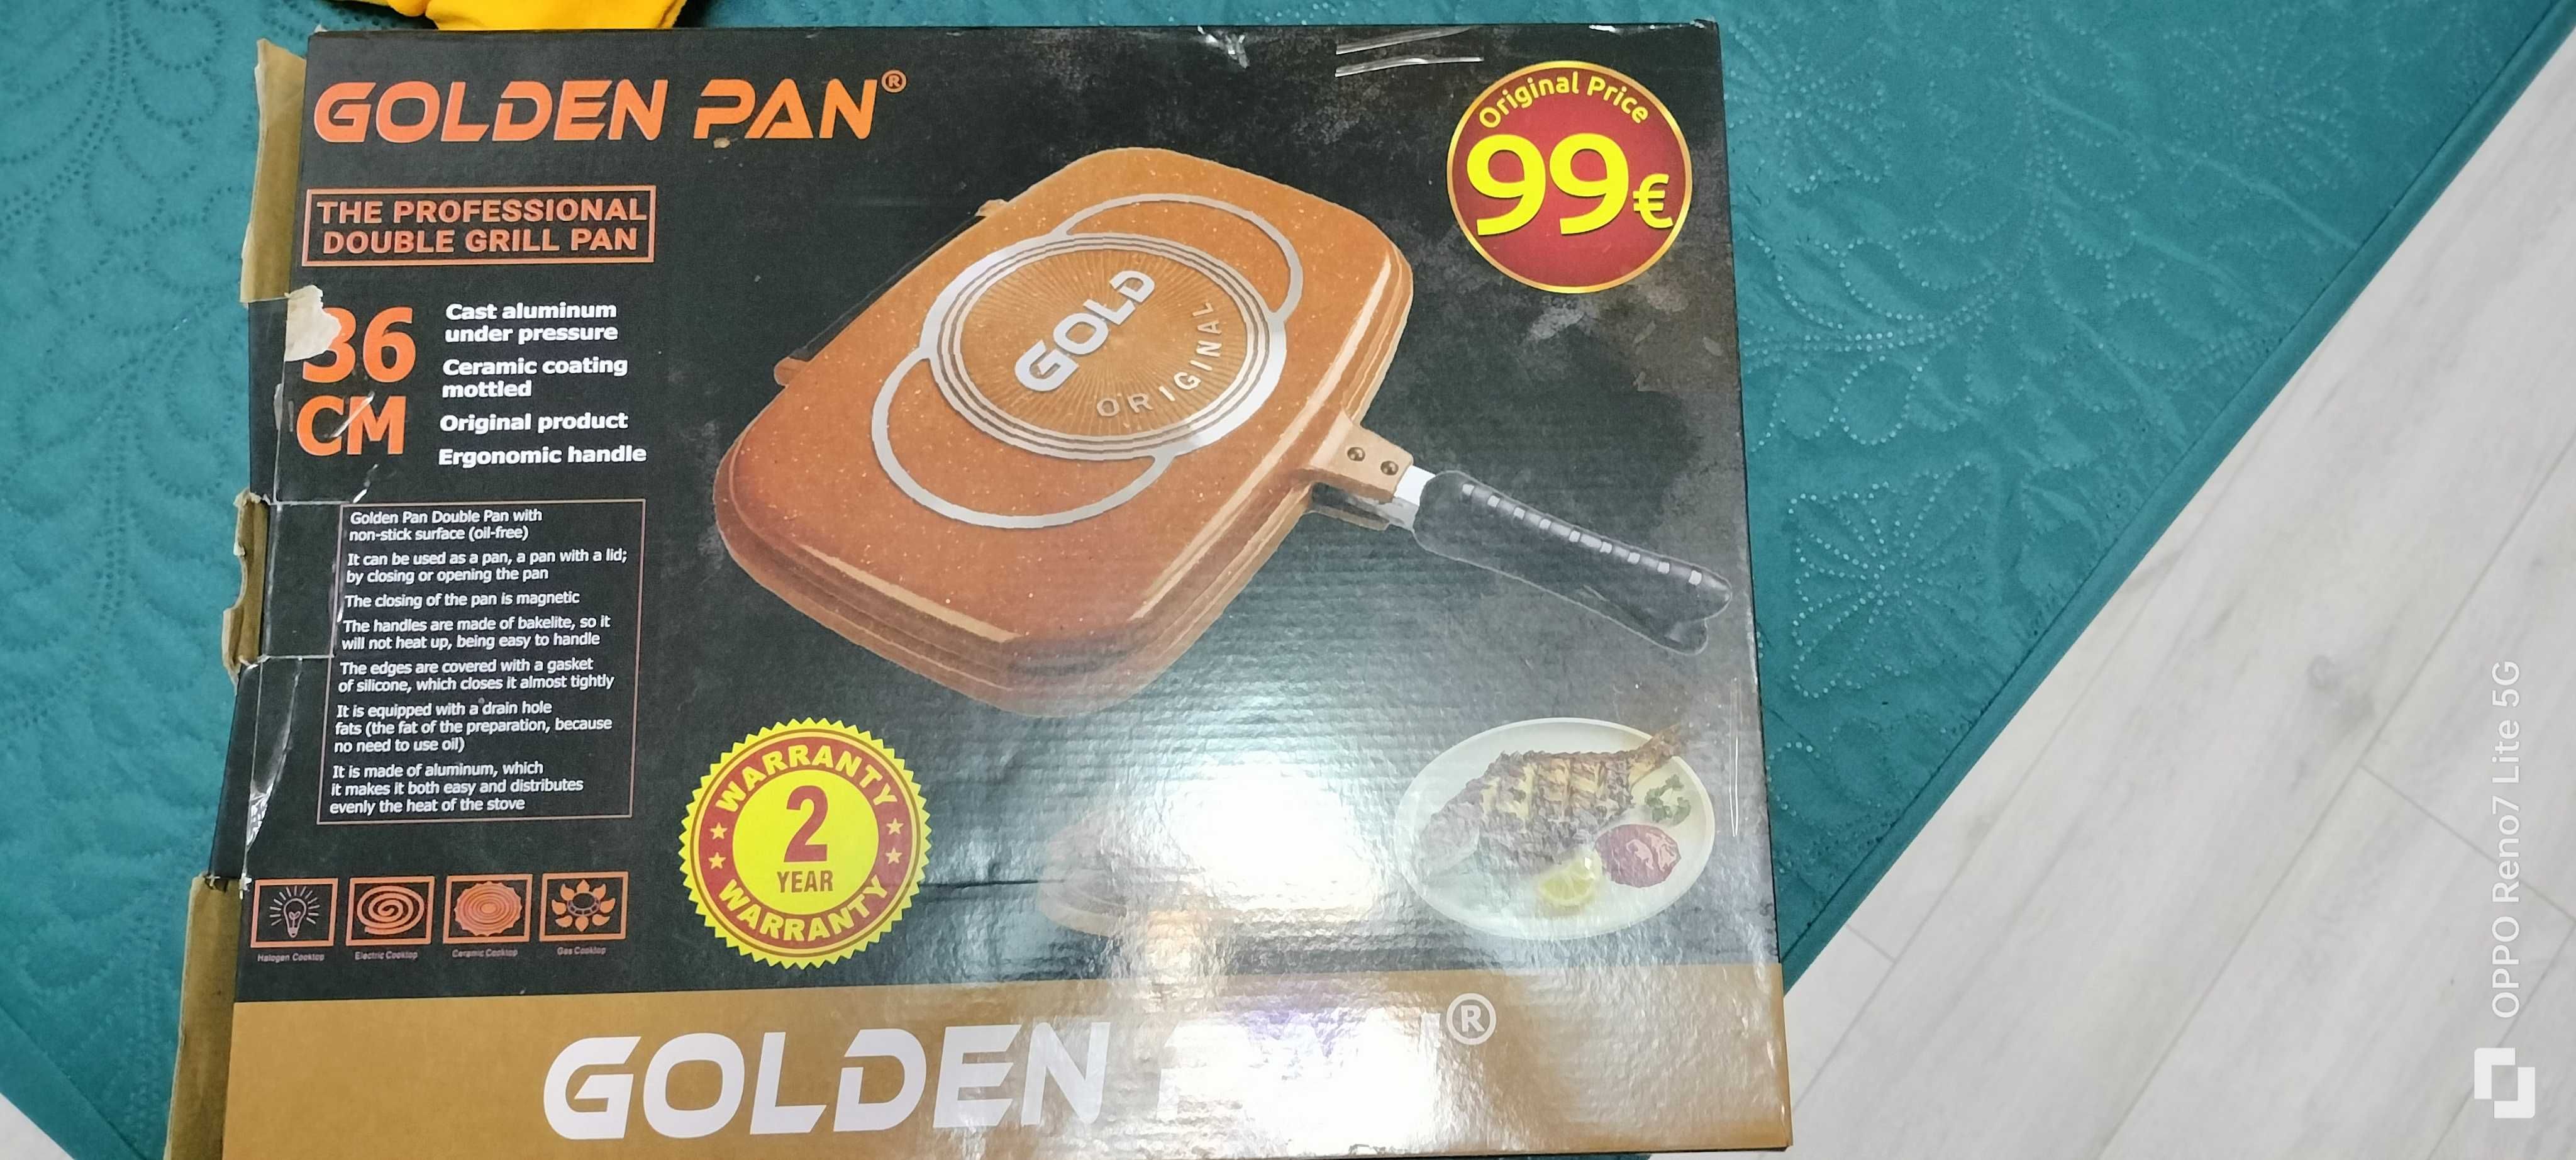 GOLDEN PAN®
Original Price
99€
THE PROFESSIONAL
DOUBLE GRILL PAN
36
CM
Cast aluminum
under pressure
Ceramic coating
mottled
Original product
Ergonomic handle
GOLD
ORIGINAL
Golden Pan Double Pan with
non-stick surface (oil-free)
It can be used as a pan, a pan with a lid;
by closing or opening the pan
The closing of the pan is magnetic
The handles are made of bakelite, so it
will not heat up, being easy to handle
The edges are covered with a gasket
of silicone, which closes it almost tightly
It is equipped with a drain hole
fats (the fat of the preparation, because
no need to use oil)
It is made of aluminum, which
it makes it both easy and distributes
evenly the heat of the stove
WARRANTY
2
YEAR
WARRANTY
Halogen Cooktop
Electric Cooktop
Ceramic Cooktop
Gas Cooktop
GOLDEN PAN®
OPPO Reno7 Lite 5G